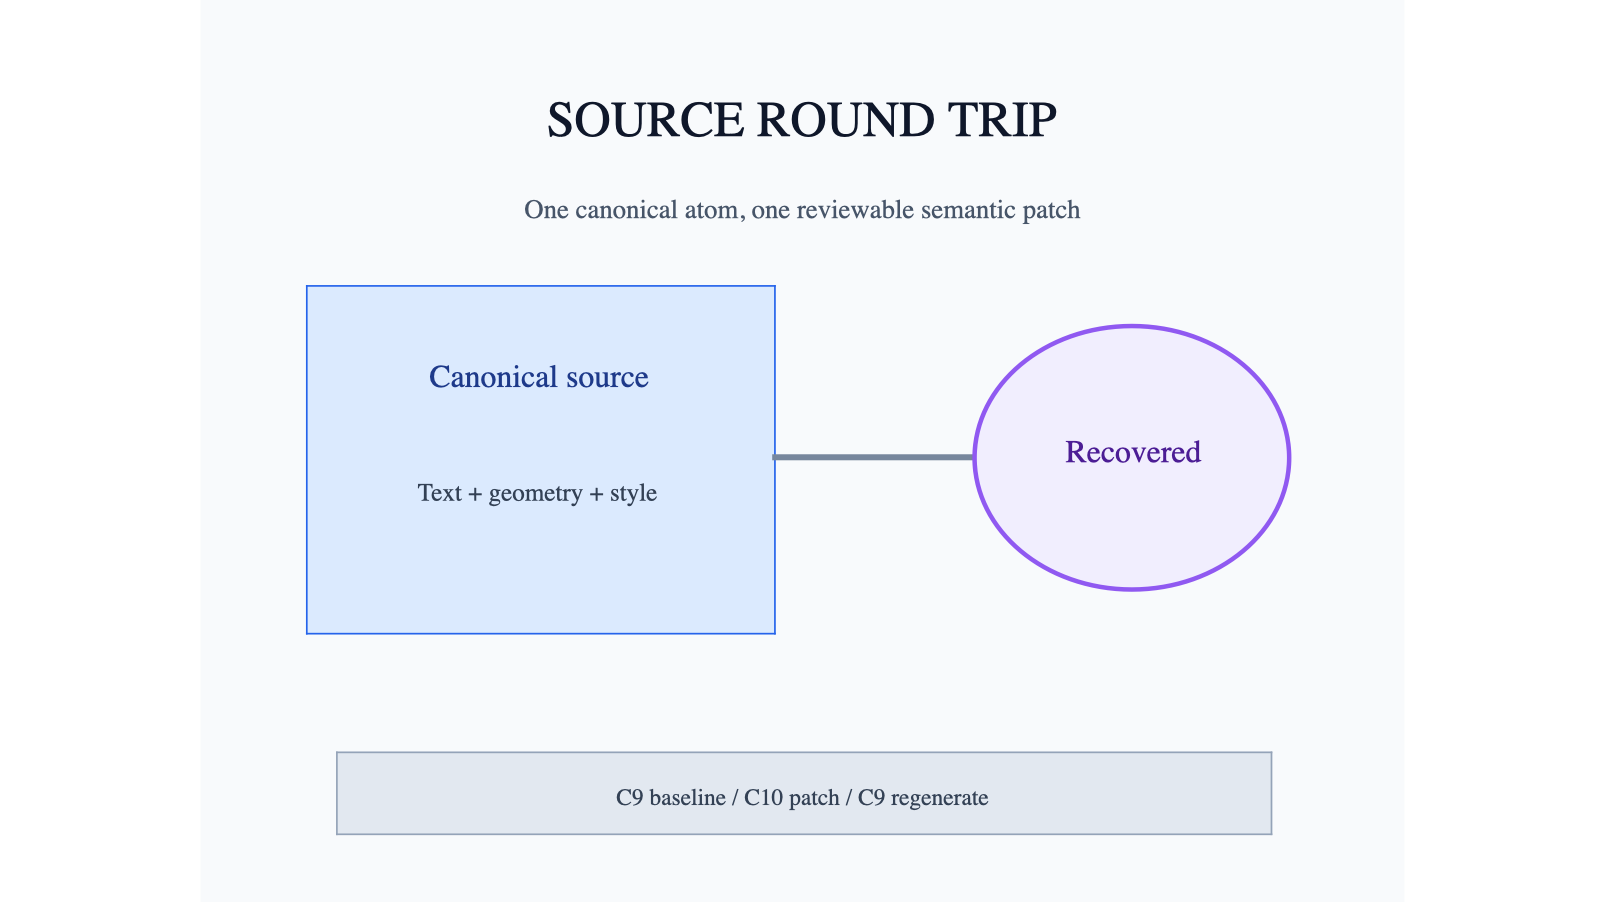 SOURCE ROUND TRIP
One canonical atom, one reviewable semantic patch
Canonical source
Text + geometry + style
Recovered
C9 baseline / C10 patch / C9 regenerate